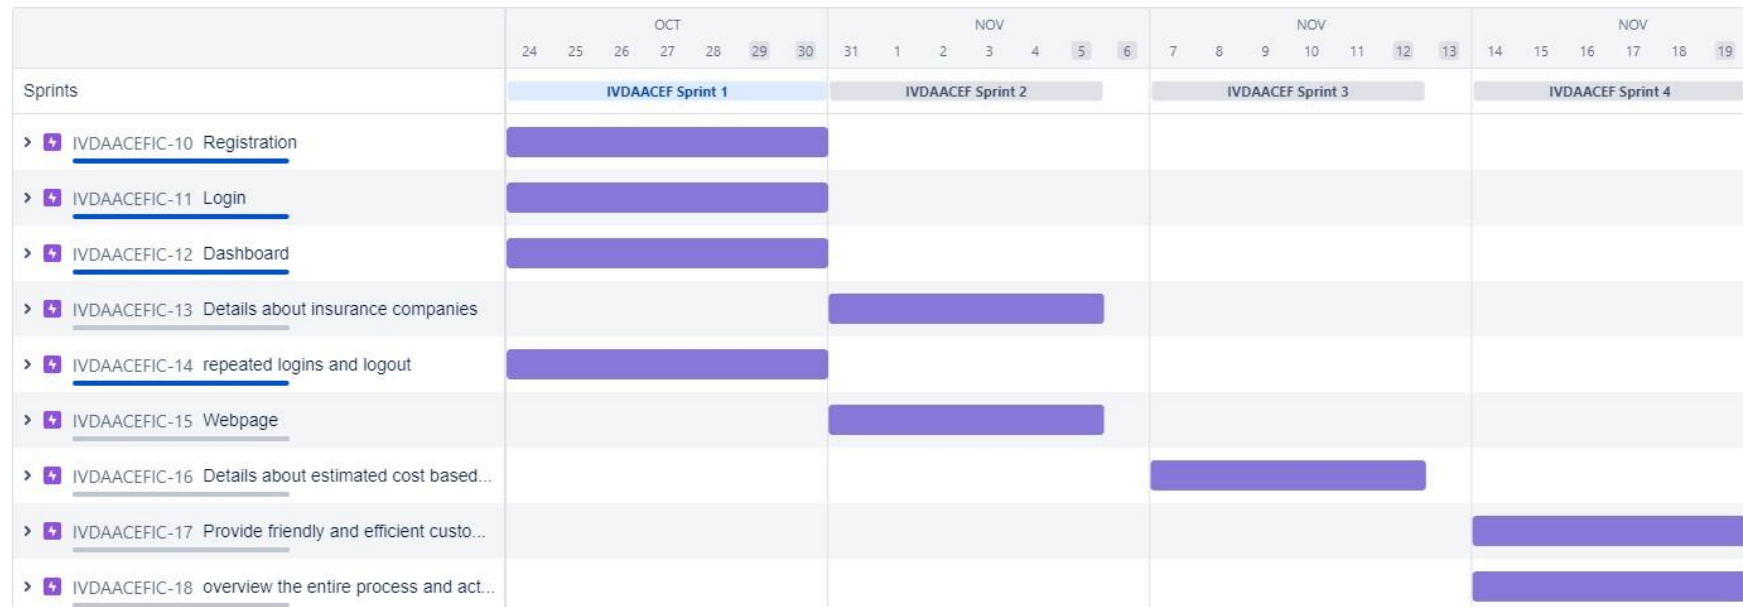 OCT NOV NOV NOV
24 25 26 27 28 29 30 31 1 2 3 4 5 6 7 8 9 10 11 12 13 14 15 16 17 18 19
Sprints IVDAACEF Sprint 1 IVDAACEF Sprint 2 IVDAACEF Sprint 3 IVDAACEF Sprint 4
IVDAACEFIC-10 Registration
IVDAACEFIC-11 Login
IVDAACEFIC-12 Dashboard
IVDAACEFIC-13 Details about insurance companies
IVDAACEFIC-14 repeated logins and logout
IVDAACEFIC-15 Webpage
IVDAACEFIC-16 Details about estimated cost based...
IVDAACEFIC-17 Provide friendly and efficient custo...
IVDAACEFIC-18 overview the entire process and act...